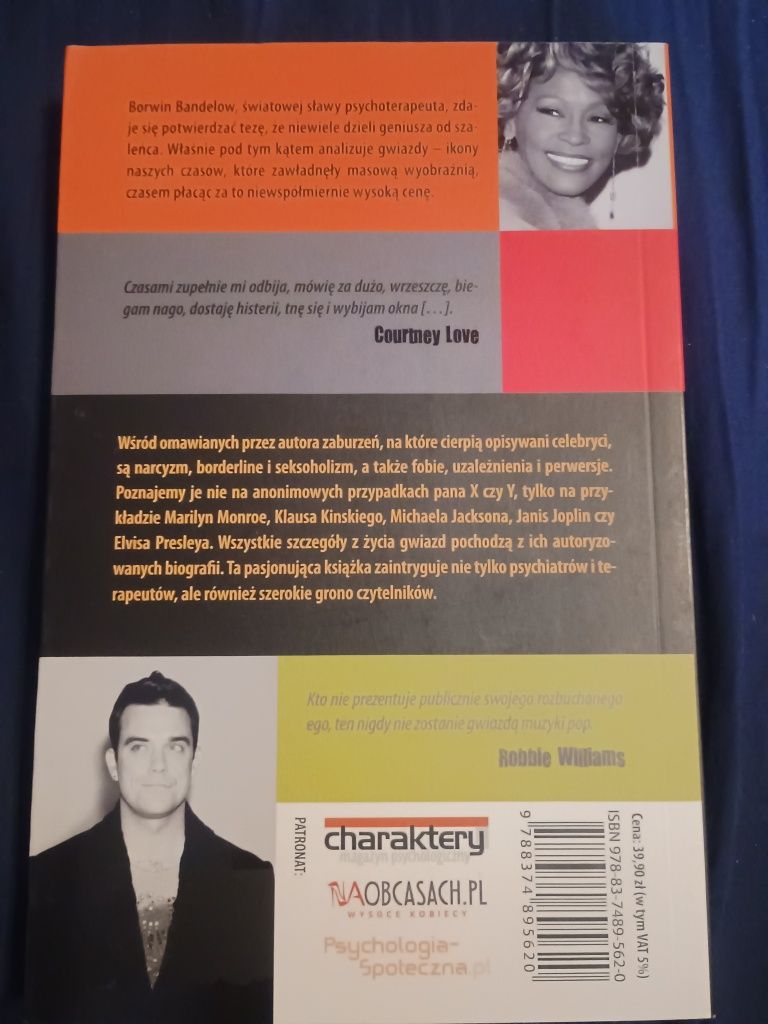 Borwin Bandelow, światowej sławy psychoterapeuta, zda-
je się potwierdzać tezę, że niewiele dzieli geniusza od sza-
leńca. Właśnie pod tym kątem analizuje gwiazdy – ikony
naszych czasów, które zawładnęły masową wyobraźnią,
czasem płacąc za to niewspółmiernie wysoką cenę.
Czasami zupełnie mi odbija, mówię za dużo, wrzeszczę, bie-
gam nago, dostaję histerii, tnę się i wybijam okna [...].
Courtney Love
Wśród omawianych przez autora zaburzeń, na które cierpią opisywani celebryci,
są narcyzm, borderline i seksoholizm, a także fobie, uzależnienia i perwersje.
Poznajemy je nie na anonimowych przypadkach pana X czy Y, tylko na przy-
kładzie Marilyn Monroe, Klausa Kinskiego, Michaela Jacksona, Janis Joplin czy
Elvisa Presleya. Wszystkie szczegóły z życia gwiazd pochodzą z ich autoryzo-
wanych biografii. Ta pasjonująca książka zaintryguje nie tylko psychiatrów i te-
rapeutów, ale również szerokie grono czytelników.
Kto nie prezentuje publicznie swojego rozbuchanego
ego, ten nigdy nie zostanie gwiazdą muzyki pop.
Robbie Williams
PATRONAT:
charaktery
magazyn psychologiczny
NAOBCASACH.PL
WYSOCE KOBIECY
Psychologia-
Spoleczna.pl
9 788374 895620
ISBN 978-83-7489-562-0
Cena: 39,90 zł (w tym VAT 5%)